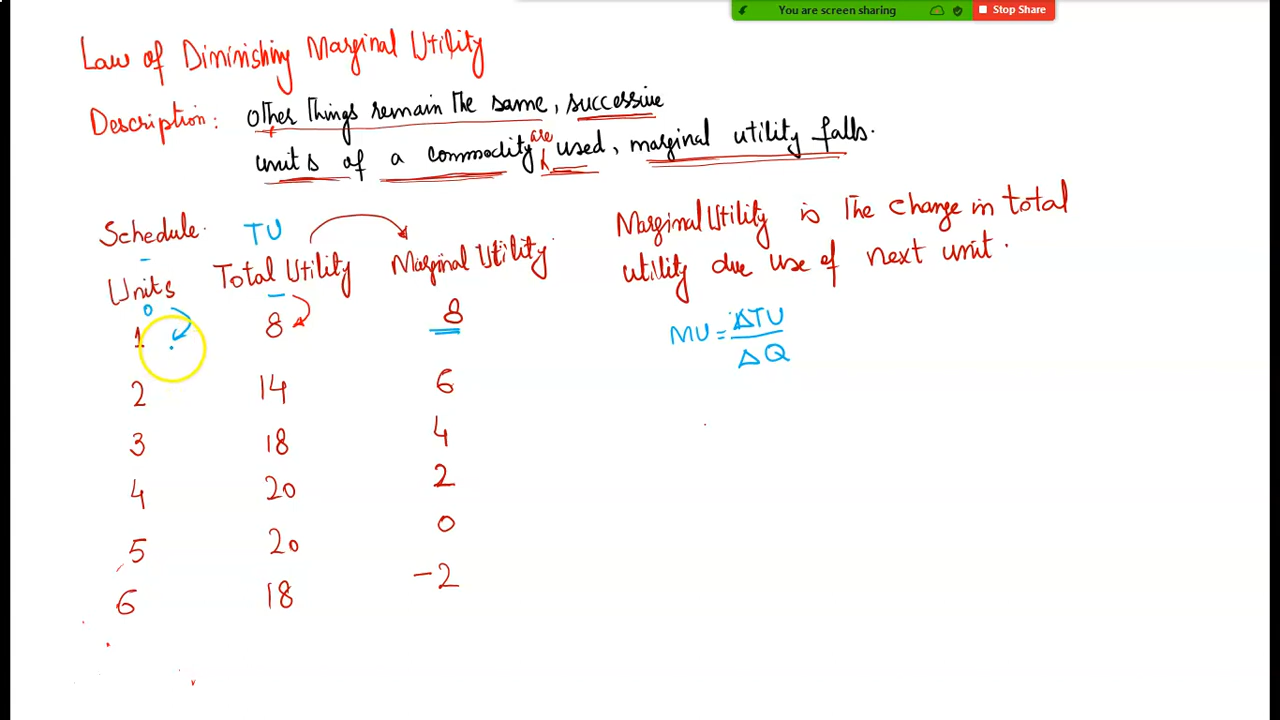 You are screen sharing
Stop Share
Law of Diminishing Marginal Utility
Description: Other things remain the same, successive
units of a commodity are used, marginal utility falls.
Schedule.
TU
Units Total Utility Marginal Utility
0
1 8 8
2 14 6
3 18 4
4 20 2
5 20 0
6 18 -2
Marginal Utility is the change in total
utility due use of next unit.
MU = ΔTU
ΔQ